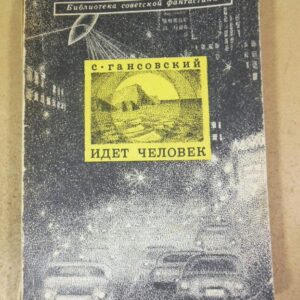 Библиотека советской фантастики
с·гансовский
ИДЕТ ЧЕЛОВЕК